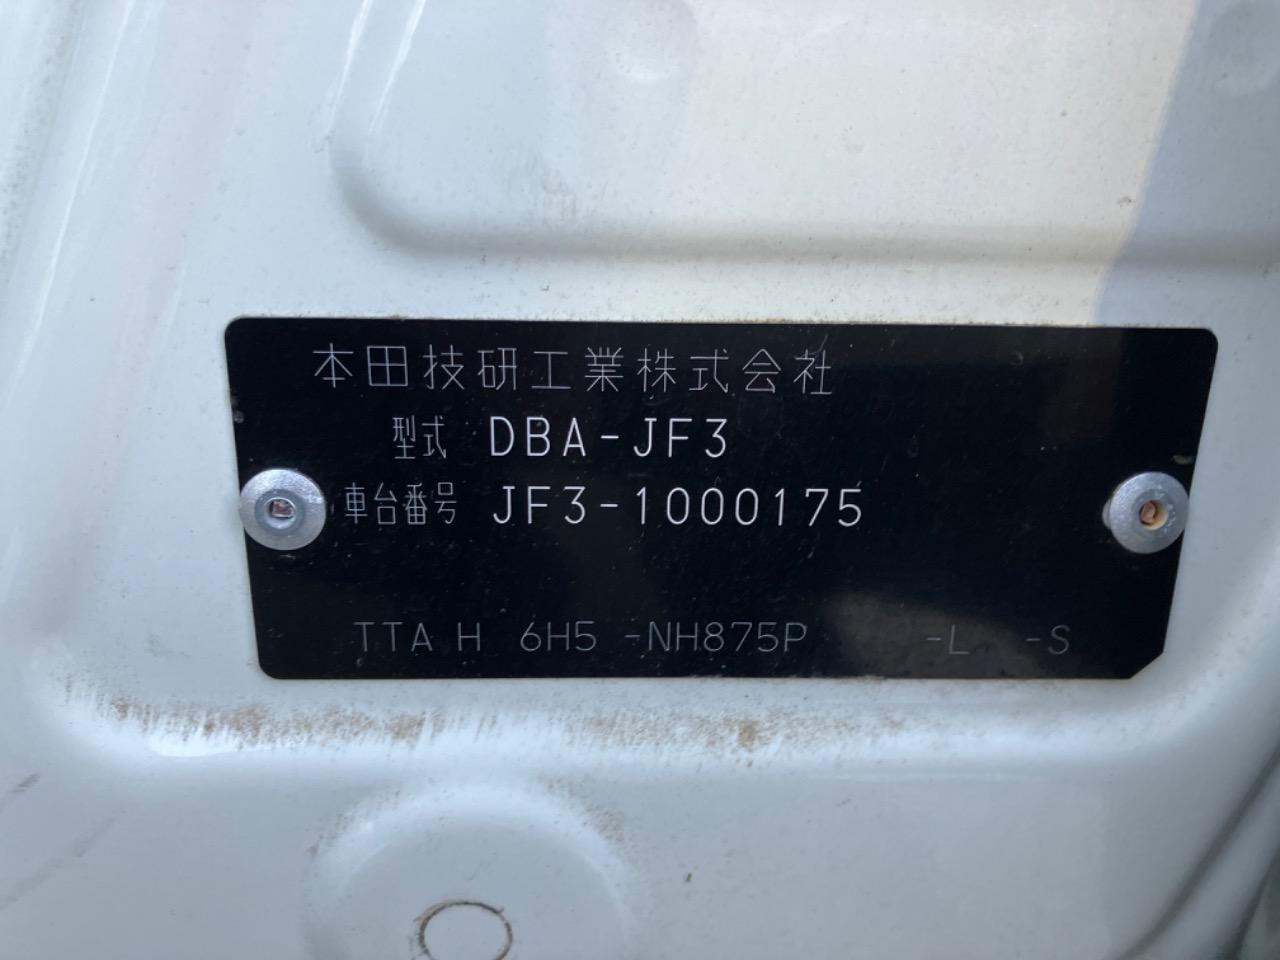 本田技研工業株式会社
型式 DBA-JF3
車台番号 JF3-1000175
TTA H 6H5 -NH875P -L -S